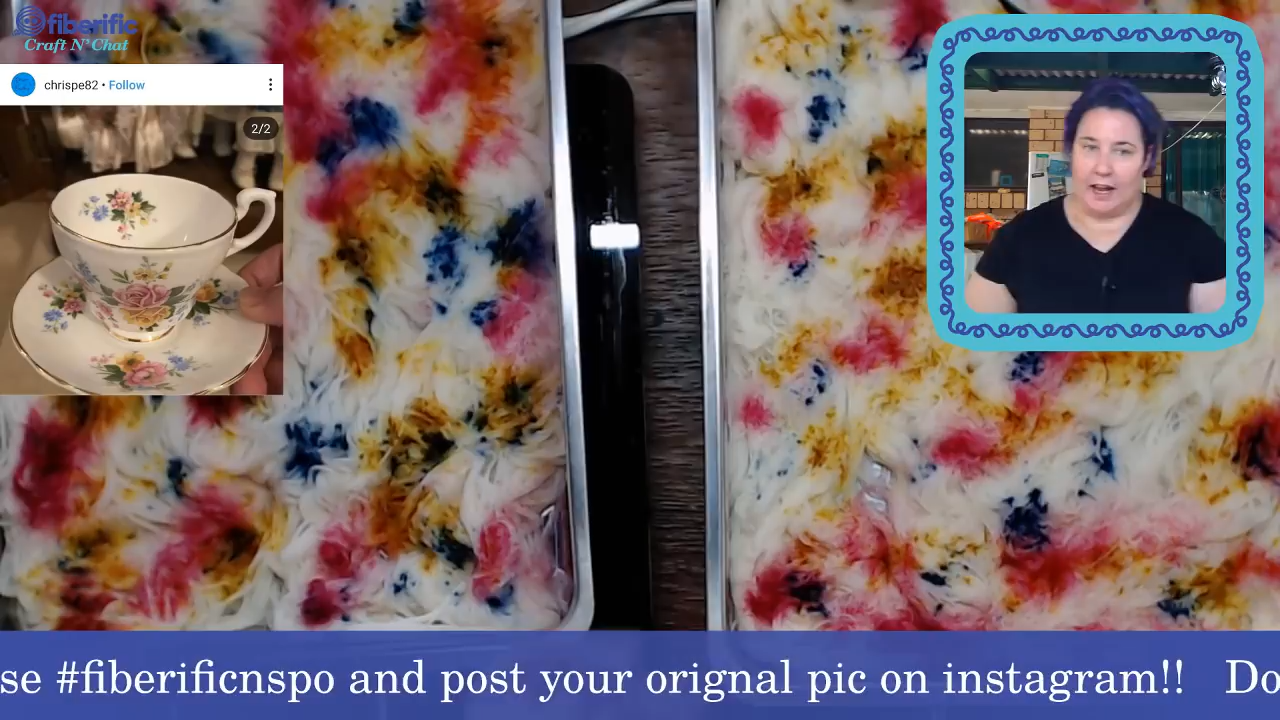 fiberific
Craft N' Chat
chrispe82 • Follow
2/2
se #fiberificnspo and post your orignal pic on instagram!! Do